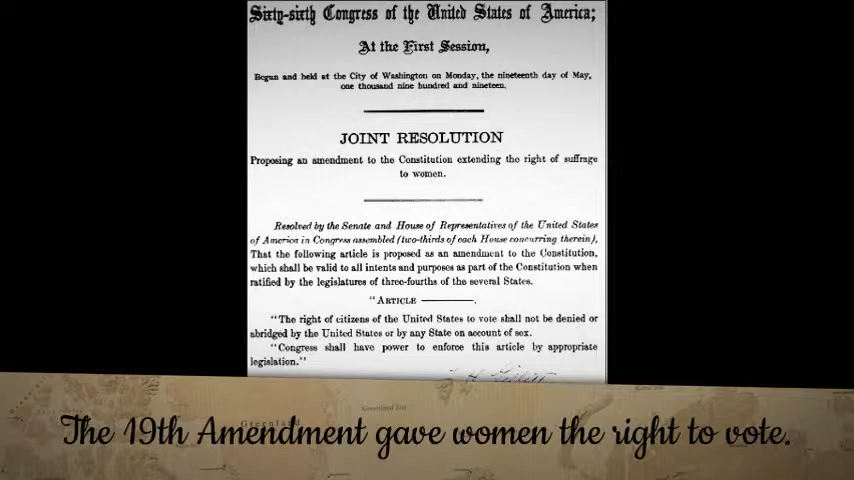 Sixty-sixth Congress of the United States of America;
At the First Session,
Begun and held at the City of Washington on Monday, the nineteenth day of May,
one thousand nine hundred and nineteen.
JOINT RESOLUTION
Proposing an amendment to the Constitution extending the right of suffrage
to women.
Resolved by the Senate and House of Representatives of the United States
of America in Congress assembled (two-thirds of each House concurring therein),
That the following article is proposed as an amendment to the Constitution,
which shall be valid to all intents and purposes as part of the Constitution when
ratified by the legislatures of three-fourths of the several States.
"ARTICLE ———.
"The right of citizens of the United States to vote shall not be denied or
abridged by the United States or by any State on account of sex.
"Congress shall have power to enforce this article by appropriate
legislation."
Greenland Sea
Greenland
The 19th Amendment gave women the right to vote.